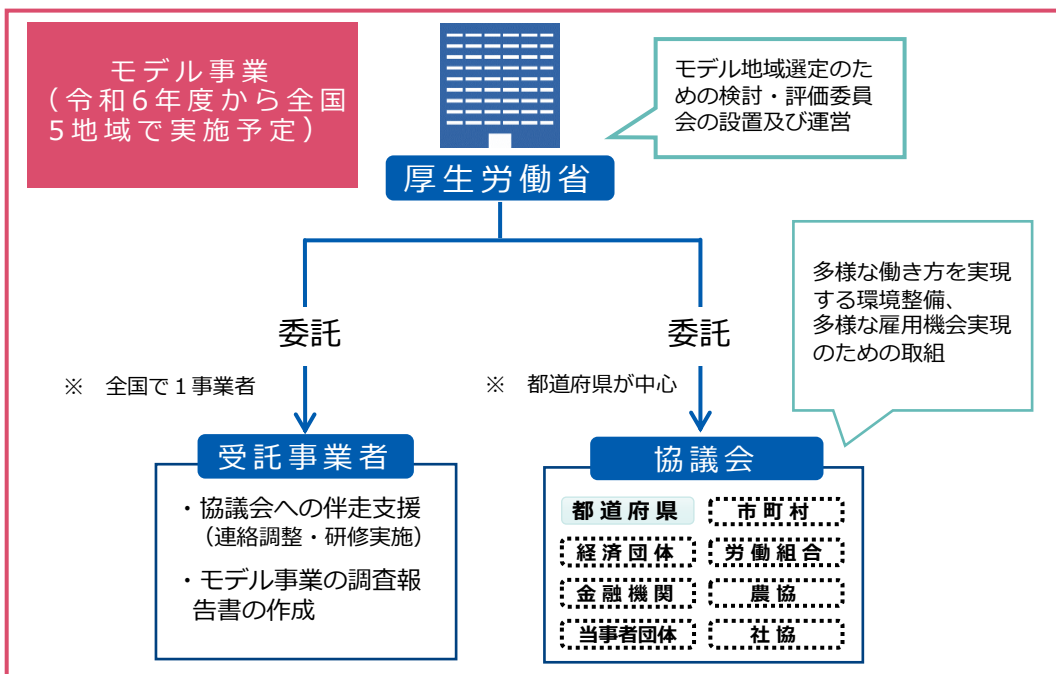 モデル事業
（令和6年度から全国
5地域で実施予定）
モデル地域選定のた
めの検討・評価委員
会の設置及び運営
厚生労働省
多様な働き方を実現
する環境整備、
多様な雇用機会実現
のための取組
委託
委託
※　全国で１事業者
※　都道府県が中心
受託事業者
・協議会への伴走支援
（連絡調整・研修実施）
・モデル事業の調査報
告書の作成
協議会
都道府県
市町村
経済団体
労働組合
金融機関
農協
当事者団体
社協